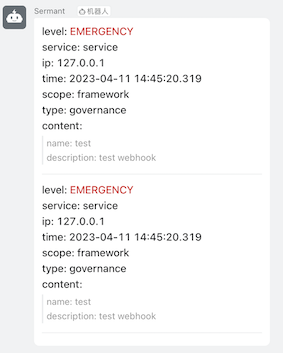 Sermant 机器人
level: EMERGENCY
service: service
ip: 127.0.0.1
time: 2023-04-11 14:45:20.319
scope: framework
type: governance
content:
name: test
description: test webhook
level: EMERGENCY
service: service
ip: 127.0.0.1
time: 2023-04-11 14:45:20.319
scope: framework
type: governance
content:
name: test
description: test webhook